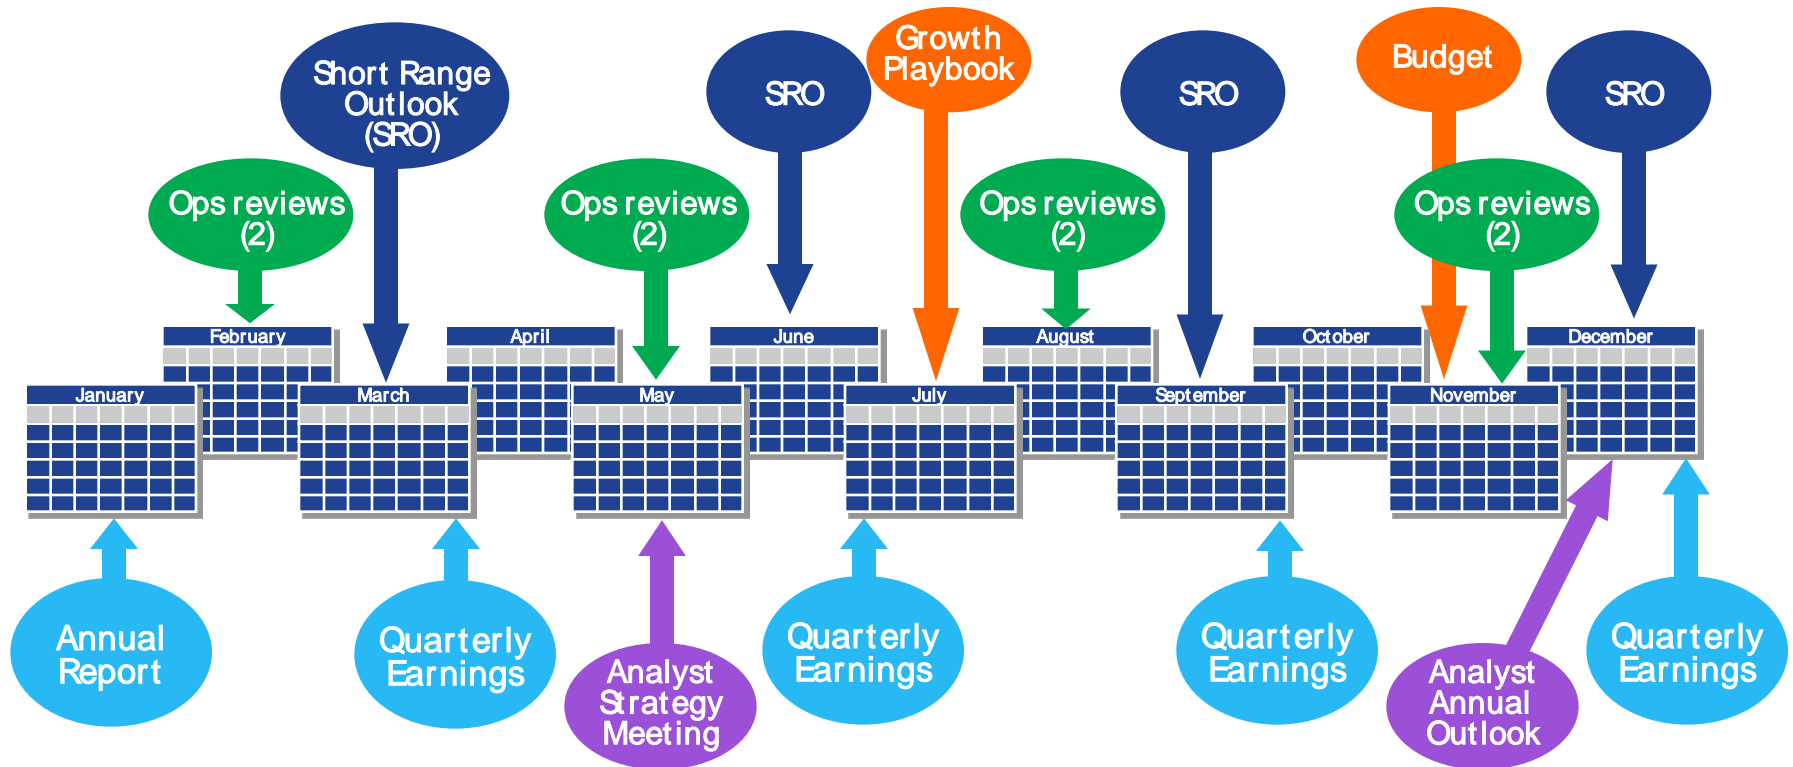 Short Range
Outlook
(SRO)
SRO
Growth
Playbook
SRO
Budget
SRO
Ops reviews
(2)
Ops reviews
(2)
Ops reviews
(2)
Ops reviews
(2)
February
April
June
August
October
December
January
March
May
July
September
November
Annual
Report
Quarterly
Earnings
Analyst
Strategy
Meeting
Quarterly
Earnings
Quarterly
Earnings
Analyst
Annual
Outlook
Quarterly
Earnings